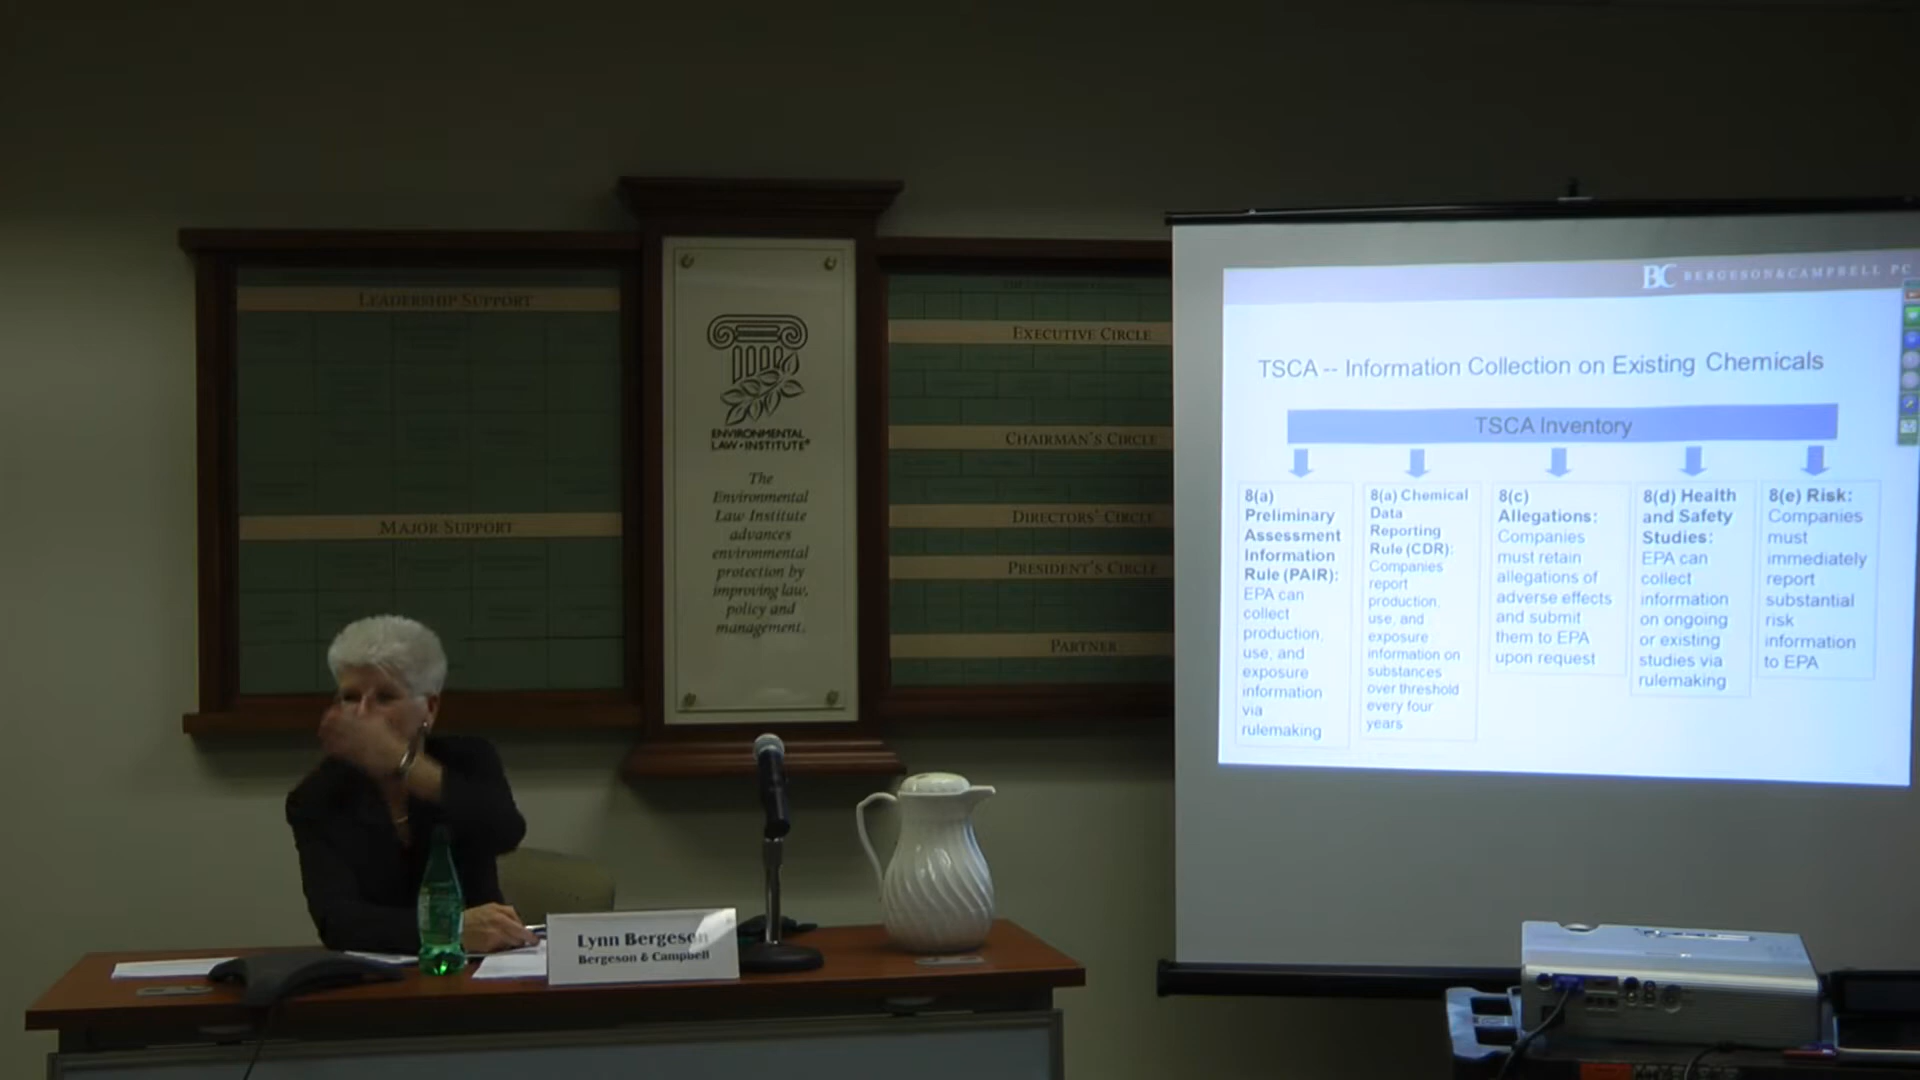 LEADERSHIP SUPPORT
MAJOR SUPPORT
ENVIRONMENTAL
LAW•INSTITUTE®
The
Environmental
Law Institute
advances
environmental
protection by
improving law,
policy and
management.
EXECUTIVE CIRCLE
CHAIRMAN'S CIRCLE
DIRECTORS' CIRCLE
PRESIDENT'S CIRCLE
PARTNER
Lynn Bergeson
Bergeson & Campbell
BC BERGESON&CAMPBELL PC
TSCA -- Information Collection on Existing Chemicals
TSCA Inventory
8(a)
Preliminary
Assessment
Information
Rule (PAIR):
EPA can
collect
production,
use, and
exposure
information
via
rulemaking
8(a) Chemical
Data
Reporting
Rule (CDR):
Companies
report
production,
use, and
exposure
information on
substances
over threshold
every four
years
8(c)
Allegations:
Companies
must retain
allegations of
adverse effects
and submit
them to EPA
upon request
8(d) Health
and Safety
Studies:
EPA can
collect
information
on ongoing
or existing
studies via
rulemaking
8(e) Risk:
Companies
must
immediately
report
substantial
risk
information
to EPA